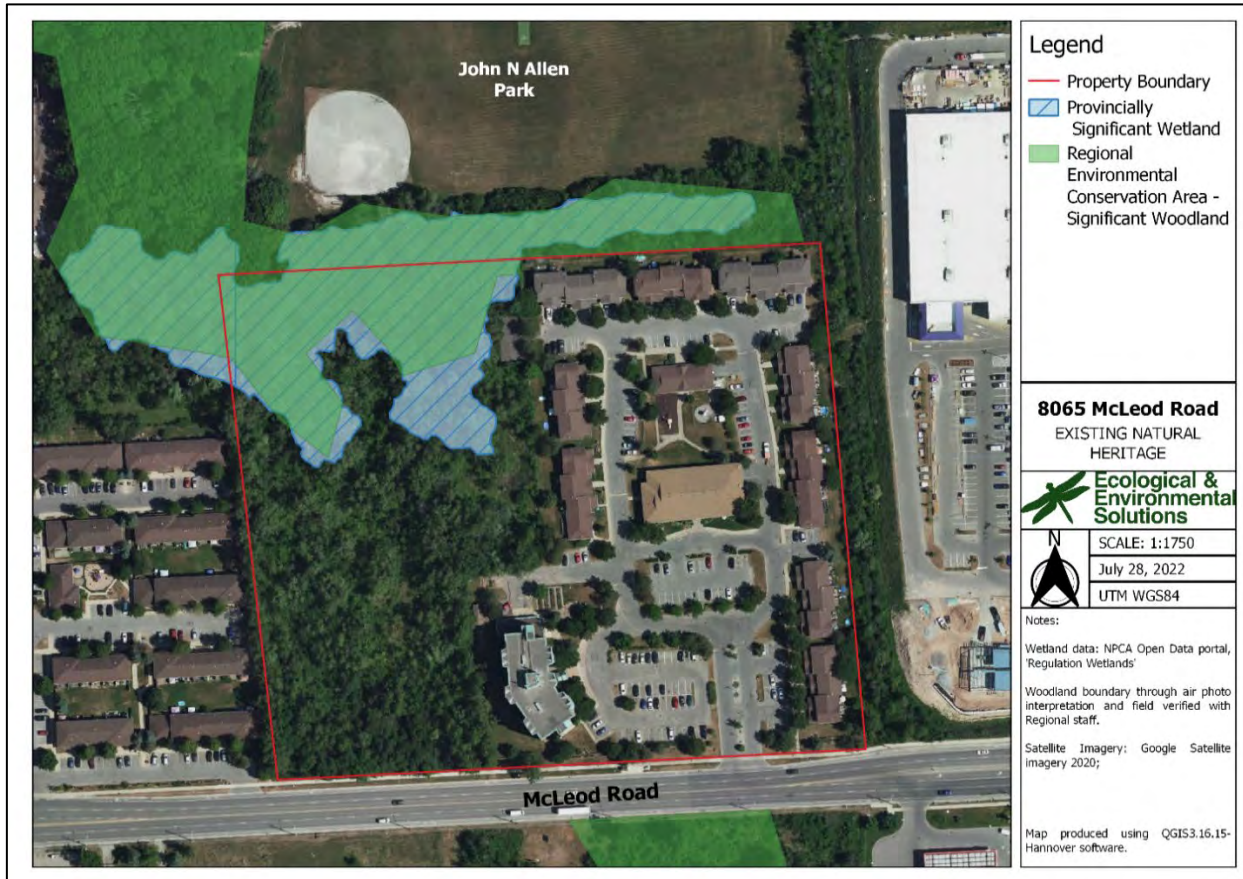 John N Allen
Park
McLeod Road
Legend
Property Boundary
Provincially
Significant Wetland
Regional
Environmental
Conservation Area -
Significant Woodland
8065 McLeod Road
EXISTING NATURAL
HERITAGE
Ecological &
Environmental
Solutions
N
SCALE: 1:1750
July 28, 2022
UTM WGS84
Notes:
Wetland data: NPCA Open Data portal,
'Regulation Wetlands'
Woodland boundary through air photo
interpretation and field verified with
Regional staff.
Satellite Imagery: Google Satellite
imagery 2020;
Map produced using QGIS3.16.15-
Hannover software.